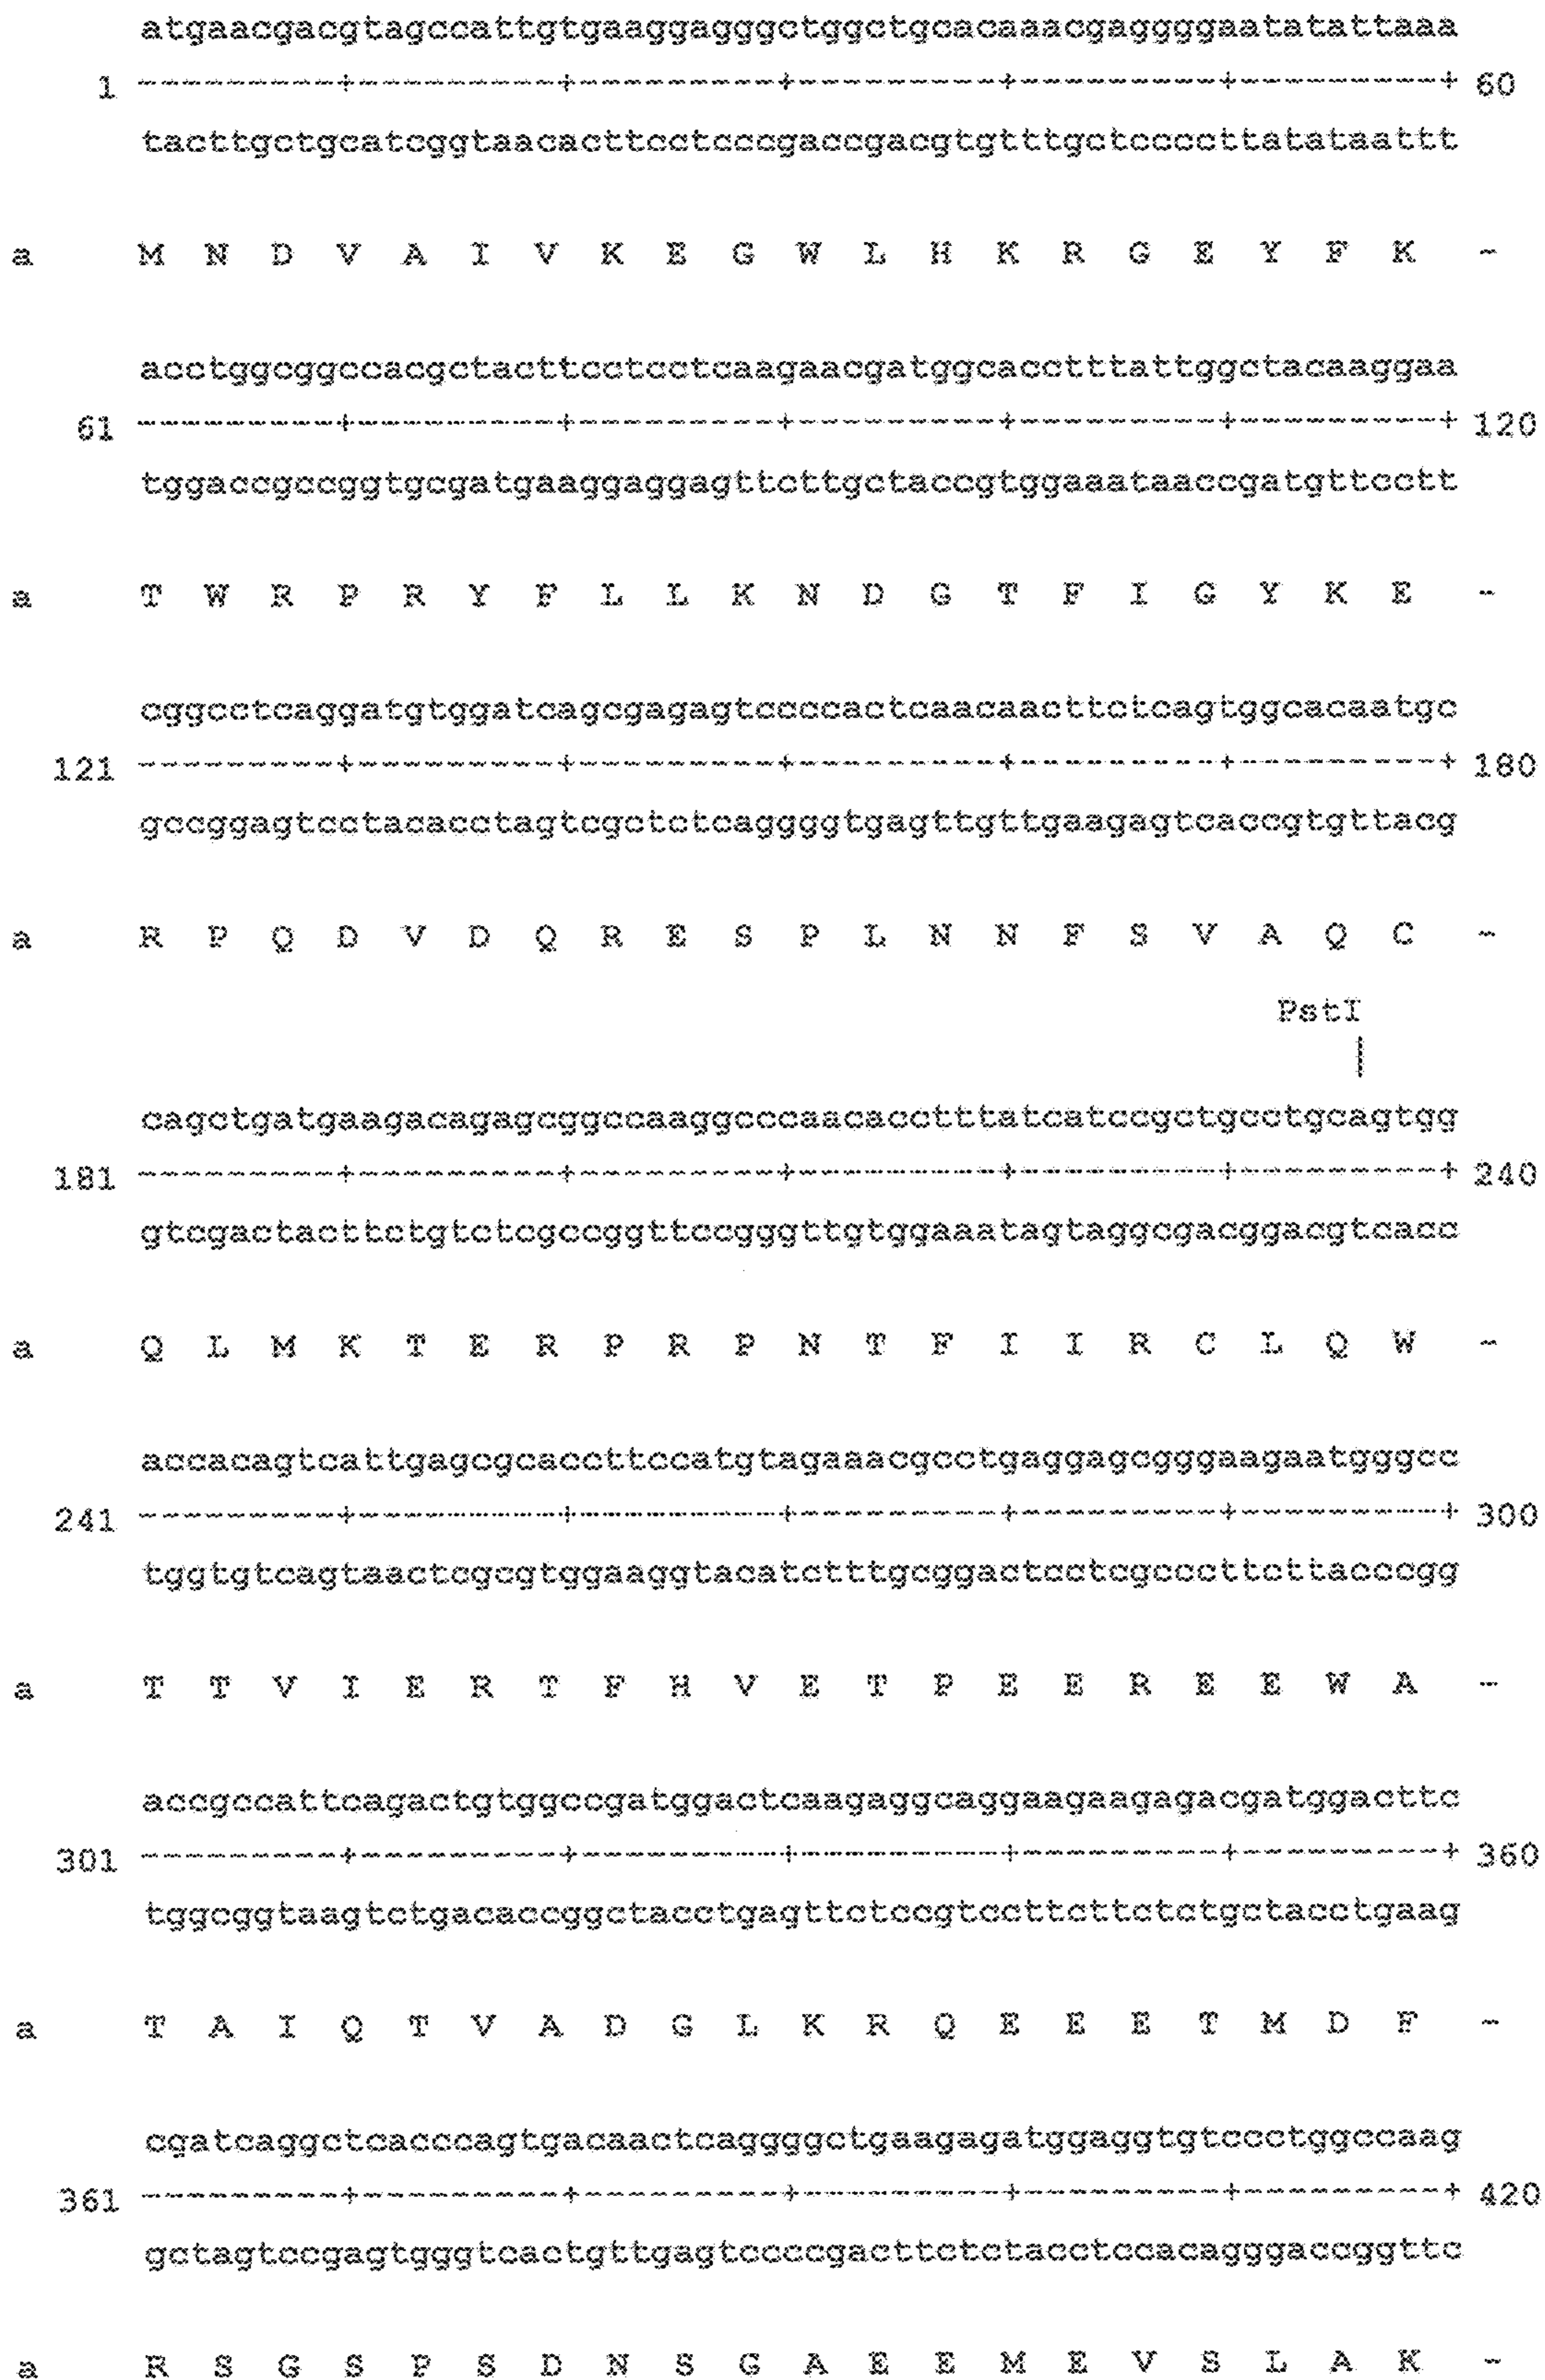 atgaacgacgtagccattgtgaaggagggctggctgcacaaacgaggggaatatattaaa
1 ---------+---------+---------+---------+---------+---------+ 60
tacttgctgcatcggtaacacttcctcccgaccgacgtgtttgctccccttatataattt
a M N D V A I V K E G W L H K R G E Y F K -
acctggcggccacgctacttcctcctcaagaacgatggcacctttattggctacaaggaa
61 ---------+---------+---------+---------+---------+---------+ 120
tggaccgccggtgcgatgaaggaggagttcttgctaccgtggaaataaccgatgttcctt
a T W R P R Y F L L K N D G T F I G Y K E -
cggcctcaggatgtggatcagcgagagtccccactcaacaacttctcagtggcacaatgc
121 ---------+---------+---------+---------+---------+---------+ 180
gccggagtcctacacctagtcgctctcaggggtgagttgttgaagagtcaccgtgttacg
a R P Q D V D Q R E S P L N N F S V A Q C -
PstI
|
cagctgatgaagacagagcggccaaggcccaacacctttatcatccgctgcctgcagtgg
181 ---------+---------+---------+---------+---------+---------+ 240
gtcgactacttctgtctcgccggttccgggttgtggaaatagtaggcgacggacgtcacc
a Q L M K T E R P R P N T F I I R C L Q W -
accacagtcattgagcgcaccttccatgtagaaacgcctgaggagcgggaagaatgggcc
241 ---------+---------+---------+---------+---------+---------+ 300
tggtgtcagtaactcgcgtggaaggtacatctttgcggactcctcgcccttcttacccgg
a T T V I E R T F H V E T P E E R E E W A -
accgccattcagactgtggccgatggactcaagaggcaggaagaagagacgatggacttc
301 ---------+---------+---------+---------+---------+---------+ 360
tggcggtaagtctgacaccggctacctgagttctccgtccttcttctctgctacctgaag
a T A I Q T V A D G L K R Q E E E T M D F -
cgatcaggctcacccagtgacaactcaggggctgaagagatggaggtgtccctggccaag
361 ---------+---------+---------+---------+---------+---------+ 420
gctagtccgagtgggtcactgttgagtccccgacttctctacctccacagggaccggttc
a R S G S P S D N S G A E E M E V S L A K -